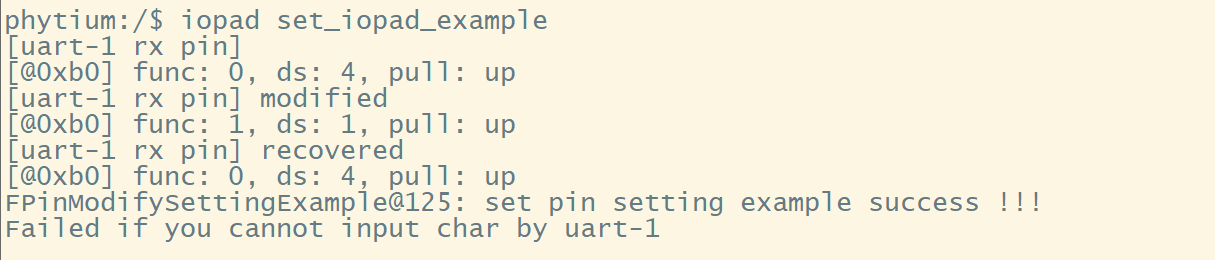 phytium:/$ iopad set_iopad_example
[uart-1 rx pin]
[@0xb0] func: 0, ds: 4, pull: up
[uart-1 rx pin] modified
[@0xb0] func: 1, ds: 1, pull: up
[uart-1 rx pin] recovered
[@0xb0] func: 0, ds: 4, pull: up
FPinModifySettingExample@125: set pin setting example success !!!
Failed if you cannot input char by uart-1